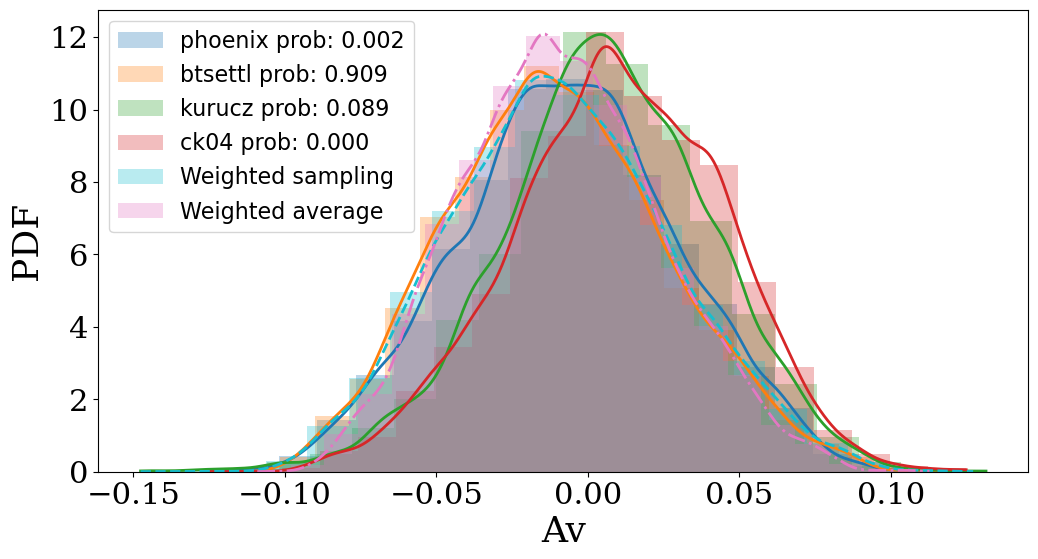 phoenix prob: 0.002
btsettl prob: 0.909
kurucz prob: 0.089
ck04 prob: 0.000
Weighted sampling
Weighted average
PDF
12
10
8
6
4
2
0
−0.15 −0.10 −0.05 0.00 0.05 0.10
Av